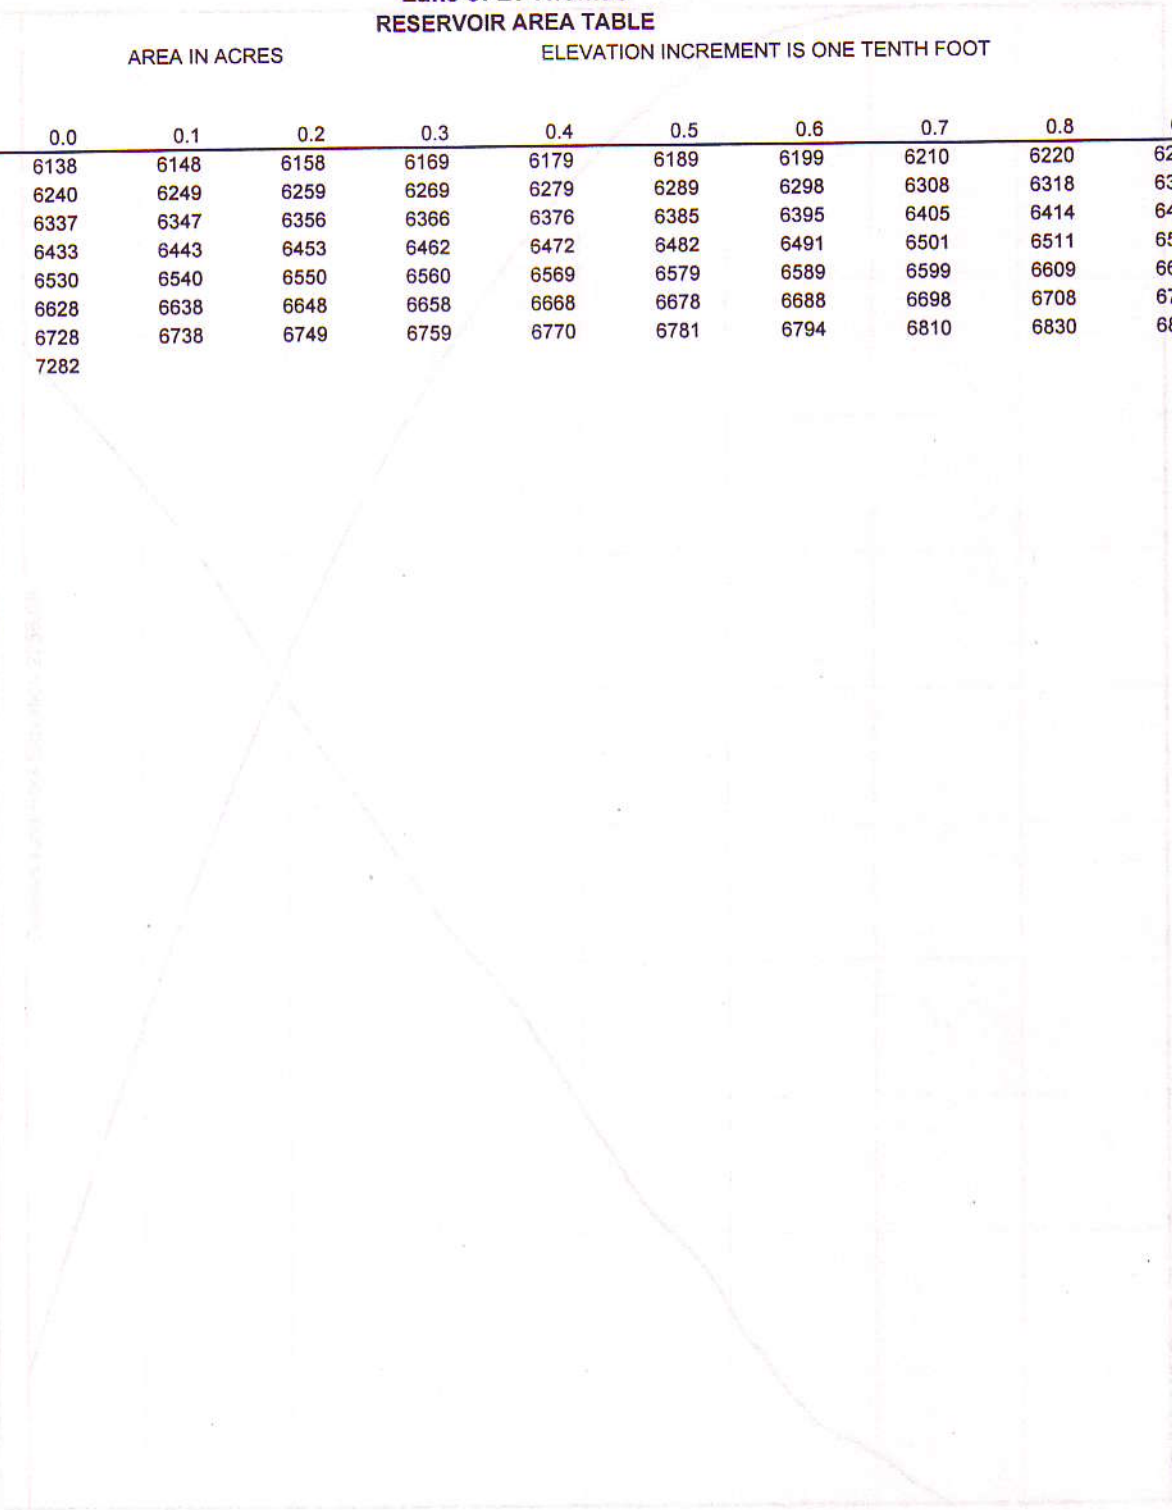 RESERVOIR AREA TABLE
AREA IN ACRES ELEVATION INCREMENT IS ONE TENTH FOOT
0.0 0.1 0.2 0.3 0.4 0.5 0.6 0.7 0.8
6138 6148 6158 6169 6179 6189 6199 6210 6220
6240 6249 6259 6269 6279 6289 6298 6308 6318
6337 6347 6356 6366 6376 6385 6395 6405 6414
6433 6443 6453 6462 6472 6482 6491 6501 6511
6530 6540 6550 6560 6569 6579 6589 6599 6609
6628 6638 6648 6658 6668 6678 6688 6698 6708
6728 6738 6749 6759 6770 6781 6794 6810 6830
7282